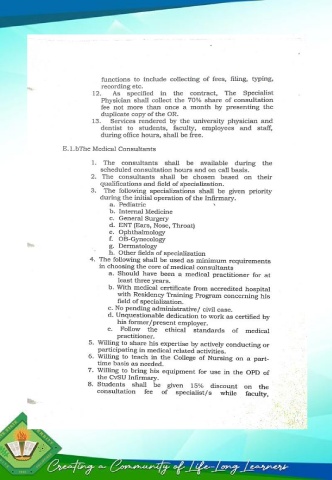 functions to include collecting of fees, filing, typing,
recording etc.
12. As specified in the contract, The Specialist
Physician shall collect the 70% share of consultation
fee not more than once a month by presenting the
duplicate copy of the OR.
13. Services rendered by the university physician and
dentist to students, faculty, employees and staff,
during office hours, shall be free.
E.1.bThe Medical Consultants
1. The consultants shall be available during the
scheduled consultation hours and on call basis.
2. The consultants shall be chosen based on their
qualifications and field of specialization.
3. The following specializations shall be given priority
during the initial operation of the Infirmary.
a. Pediatric
b. Internal Medicine
c. General Surgery
d. ENT (Ears, Nose, Throat)
e. Ophthalmology
f. OB-Gynecology
g. Dermatology
h. Other fields of specialization
4. The following shall be used as minimum requirements
in choosing the core of medical consultants
a. Should have been a medical practitioner for at
least three years.
b. With medical certificate from accredited hospital
with Residency Training Program concerning his
field of specialization.
c. No pending administrative/ civil case.
d. Unquestionable dedication to work as certified by
his former/present employer.
e. Follow the ethical standards of medical
practitioner.
5. Willing to share his expertise by actively conducting or
participating in medical related activities.
6. Willing to teach in the College of Nursing on a part-
time basis as needed.
7. Willing to bring his equipment for use in the OPD of
the CvSU Infirmary.
8. Students shall be given 15% discount on the
consultation fee of specialist/s while faculty,
Creating a Community of Life-Long Learners